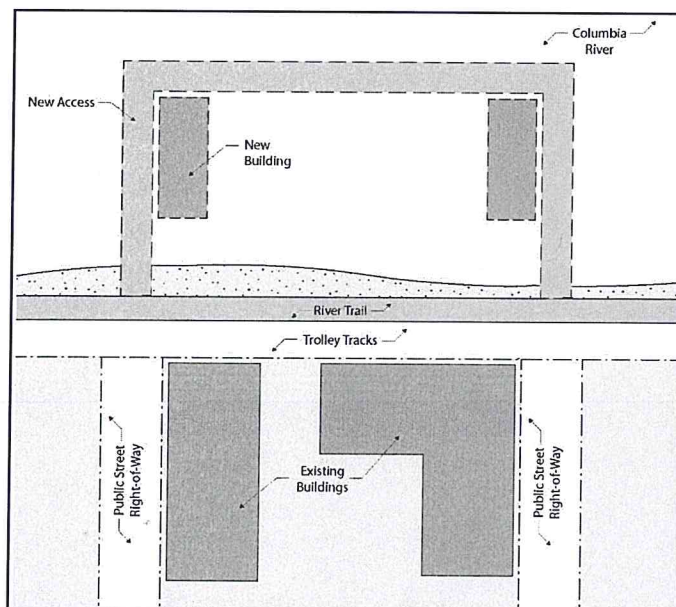 Columbia
River
New Access
New
Building
River Trail
Trolley Tracks
Public Street
Right-of-Way
Existing
Buildings
Public Street
Right-of-Way